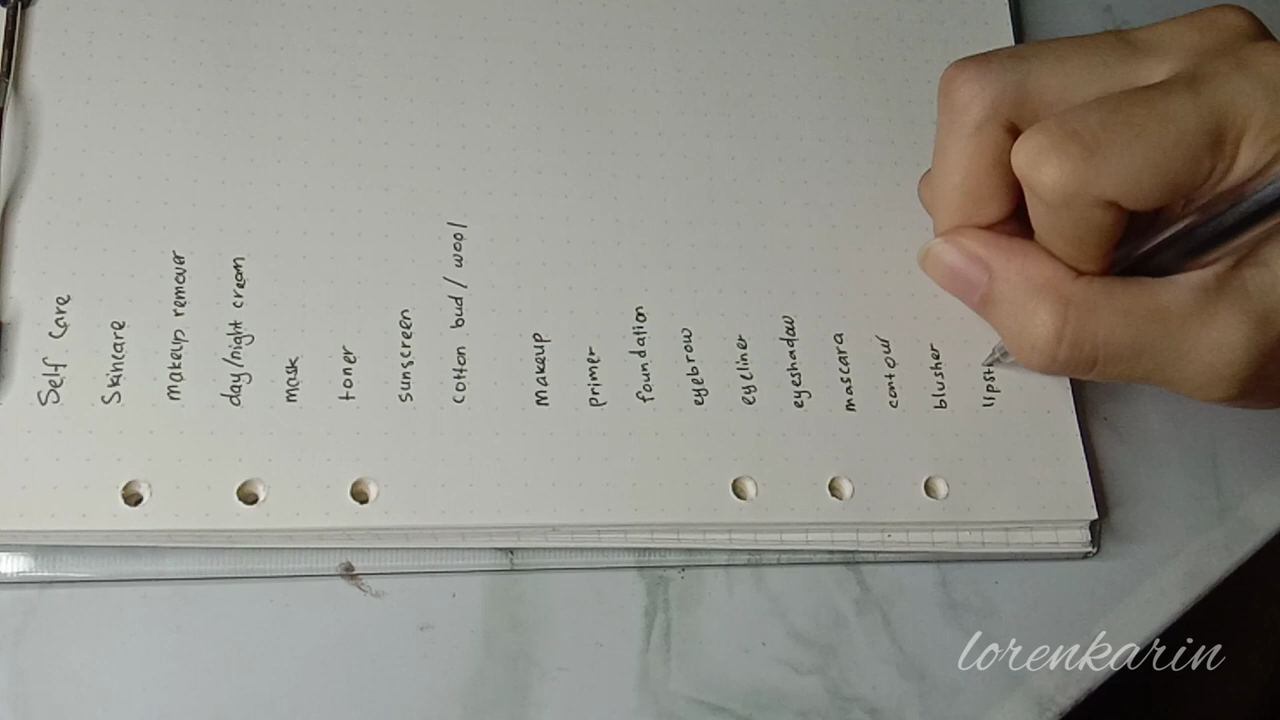 Self Care
Skincare
makeup remover
day/night cream
mask
toner
sunscreen
cotton bud / wool
makeup
primer
foundation
eyebrow
eyeliner
eyeshadow
mascara
contour
blusher
lipst
lorenkarin